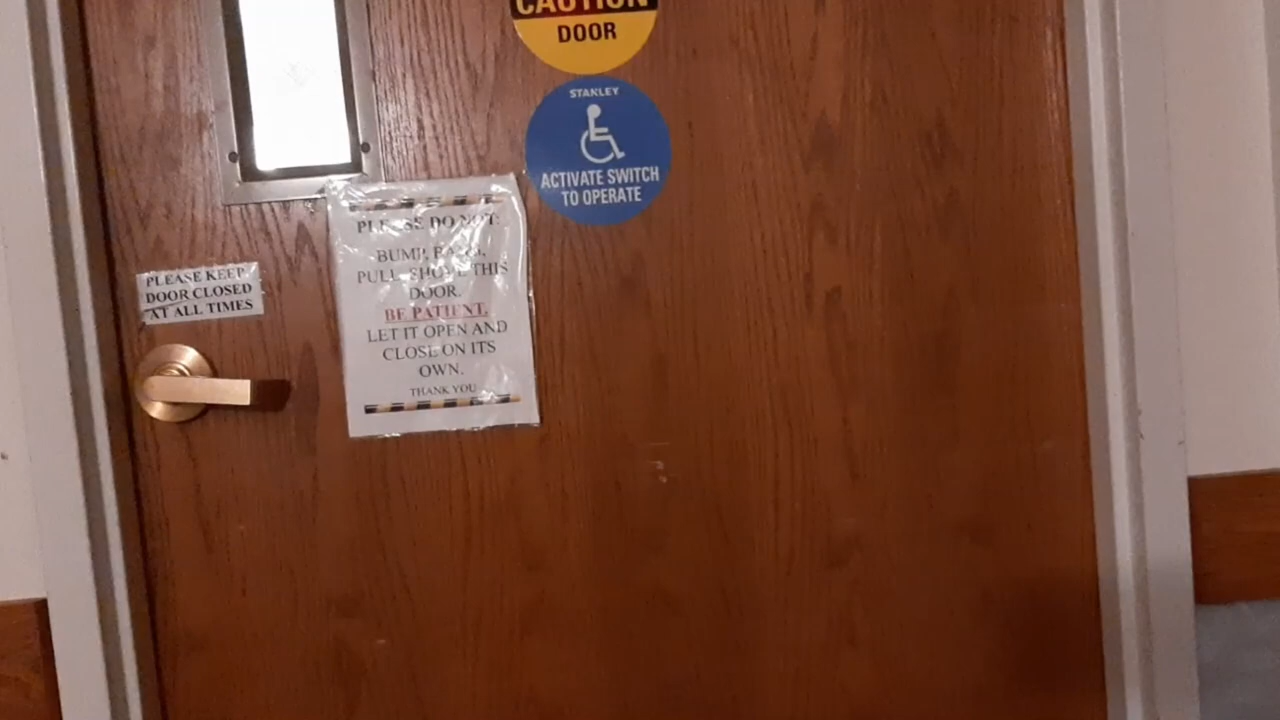 CAUTION
DOOR
STANLEY
ACTIVATE SWITCH
TO OPERATE
PLEASE DO NOT:
BUMP, BANG,
PULL, SHOVE THIS
DOOR.
BE PATIENT.
LET IT OPEN AND
CLOSE ON ITS
OWN.
THANK YOU
PLEASE KEEP
DOOR CLOSED
AT ALL TIMES